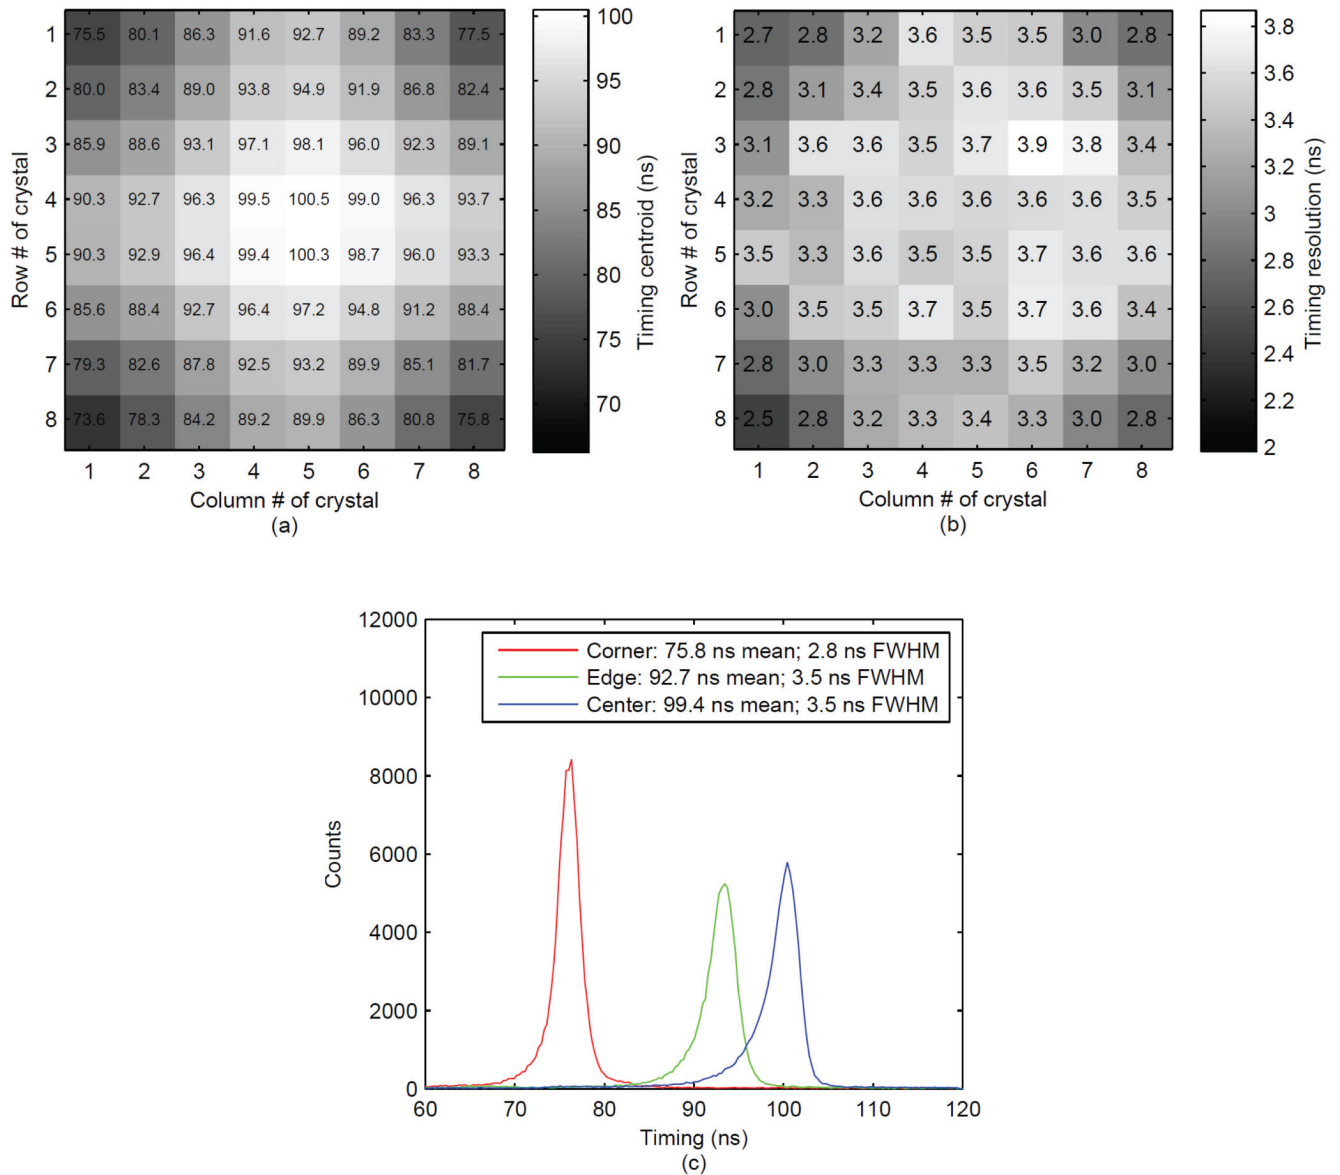 1 75.5 80.1 86.3 91.6 92.7 89.2 83.3 77.5
2 80.0 83.4 89.0 93.8 94.9 91.9 86.8 82.4
3 85.9 88.6 93.1 97.1 98.1 96.0 92.3 89.1
4 90.3 92.7 96.3 99.5 100.5 99.0 96.3 93.7
5 90.3 92.9 96.4 99.4 100.3 98.7 96.0 93.3
6 85.6 88.4 92.7 96.4 97.2 94.8 91.2 88.4
7 79.3 82.6 87.8 92.5 93.2 89.9 85.1 81.7
8 73.6 78.3 84.2 89.2 89.9 86.3 80.8 75.8
1 2 3 4 5 6 7 8
Row # of crystal
Column # of crystal
(a)
100
95
90
85
80
75
70
Timing centroid (ns)
1 2.7 2.8 3.2 3.6 3.5 3.5 3.0 2.8
2 2.8 3.1 3.4 3.5 3.6 3.6 3.5 3.1
3 3.1 3.6 3.6 3.5 3.7 3.9 3.8 3.4
4 3.2 3.3 3.6 3.6 3.6 3.6 3.6 3.5
5 3.5 3.3 3.6 3.5 3.5 3.7 3.6 3.6
6 3.0 3.5 3.5 3.7 3.5 3.7 3.6 3.4
7 2.8 3.0 3.3 3.3 3.3 3.5 3.2 3.0
8 2.5 2.8 3.2 3.3 3.4 3.3 3.0 2.8
1 2 3 4 5 6 7 8
Row # of crystal
Column # of crystal
(b)
3.8
3.6
3.4
3.2
3
2.8
2.6
2.4
2.2
2
Timing resolution (ns)
12000
10000
8000
6000
4000
2000
0
Counts
Corner: 75.8 ns mean; 2.8 ns FWHM
Edge: 92.7 ns mean; 3.5 ns FWHM
Center: 99.4 ns mean; 3.5 ns FWHM
60 70 80 90 100 110 120
Timing (ns)
(c)